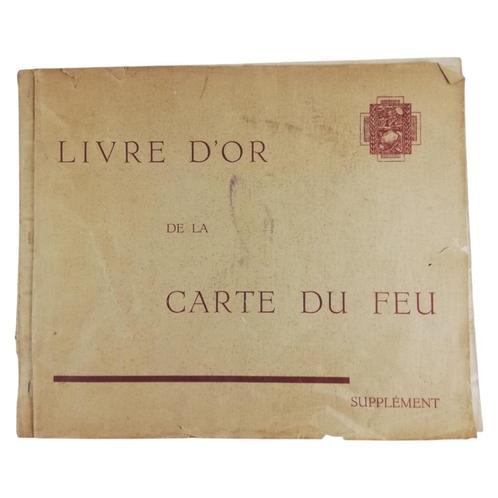 LIVRE D'OR
DE LA
CARTE DU FEU
SUPPLÉMENT